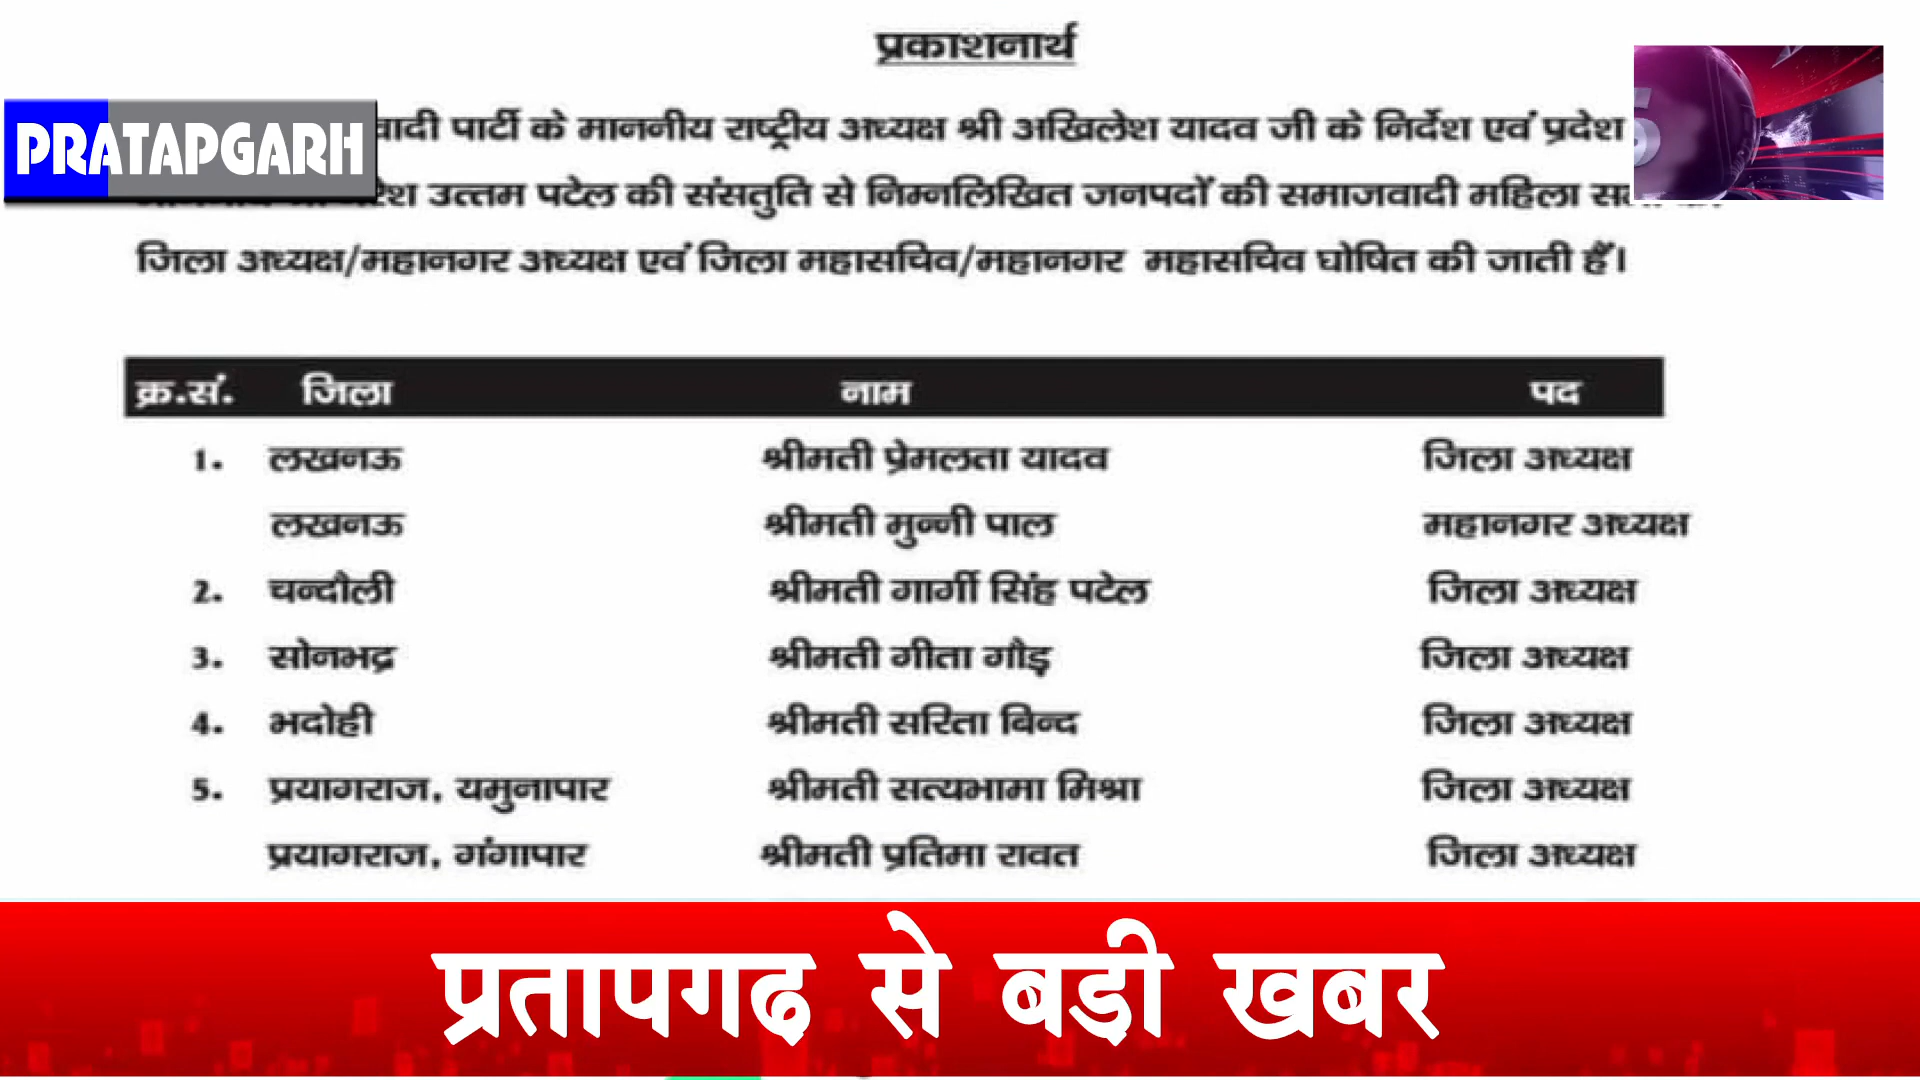 प्रकाशनार्थ
PRATAPGARH
वादी पार्टी के माननीय राष्ट्रीय अध्यक्ष श्री अखिलेश यादव जी के निर्देश एवं प्रदेश
उत्तम पटेल की संसतुति से निम्नलिखित जनपदों की समाजवादी महिला
जिला अध्यक्ष/महानगर अध्यक्ष एवं जिला महासचिव/महानगर महासचिव घोषित की जाती हैं।
क्र.सं. जिला नाम पद
1. लखनऊ श्रीमती प्रेमलता यादव जिला अध्यक्ष
लखनऊ श्रीमती मुन्नी पाल महानगर अध्यक्ष
2. चन्दौली श्रीमती गार्गी सिंह पटेल जिला अध्यक्ष
3. सोनभद्र श्रीमती गीता गौड़ जिला अध्यक्ष
4. भदोही श्रीमती सरिता बिन्द जिला अध्यक्ष
5. प्रयागराज, यमुनापार श्रीमती सत्यभामा मिश्रा जिला अध्यक्ष
प्रयागराज, गंगापार श्रीमती प्रतिमा रावत जिला अध्यक्ष
प्रतापगढ से बडी खबर